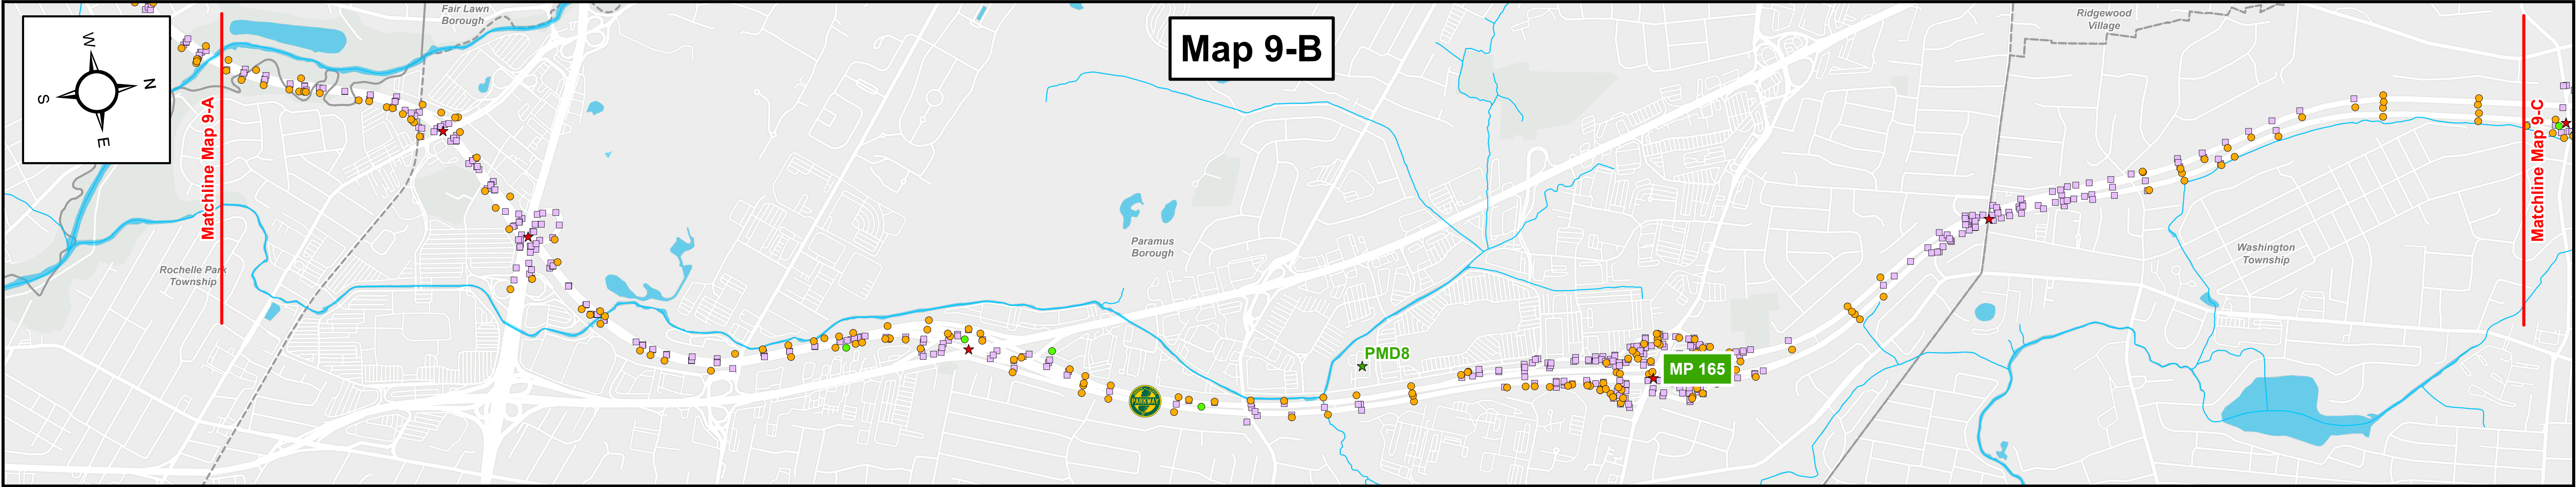 Fair Lawn
Borough
Map 9-B
Ridgewood
Village
W
N
S
E
Matchline Map 9-A
Matchline Map 9-C
Rochelle Park
Township
Paramus
Borough
Washington
Township
PMD8
MP 165
PARKWAY